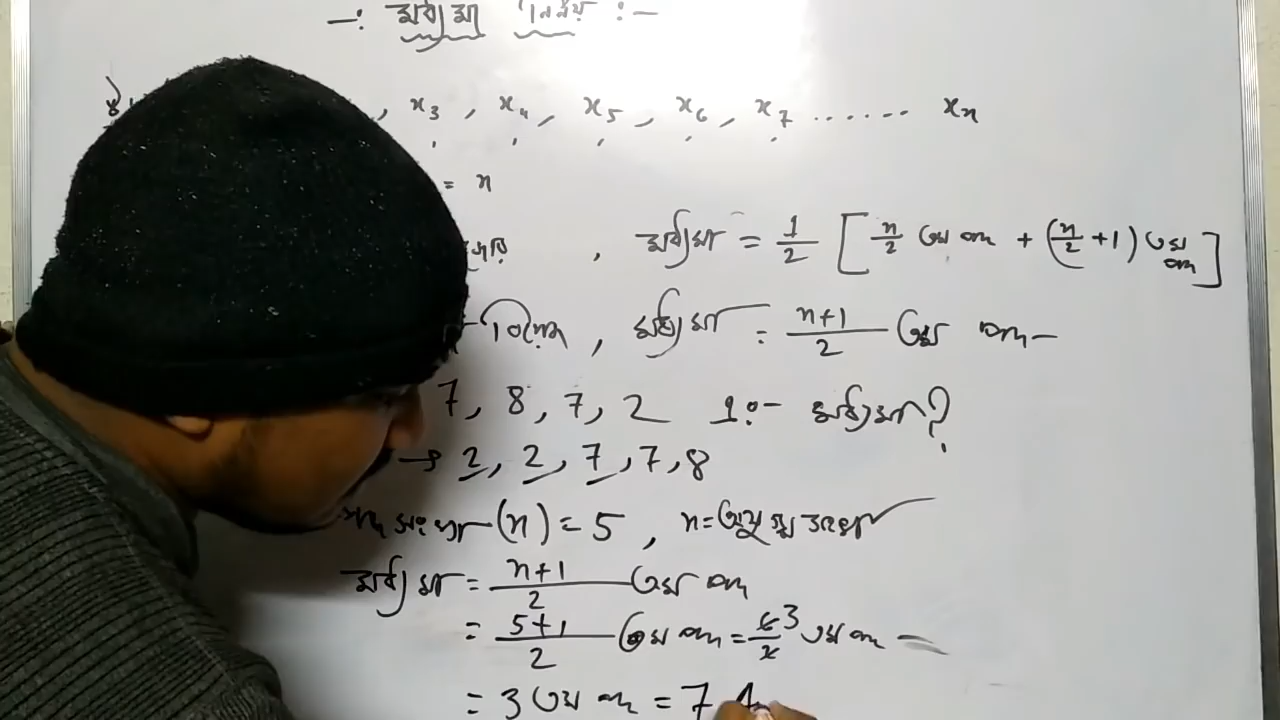 -: মধ্যমা নির্নয় :-
, x₃ , x₄ , x₅ , x₆ , x₇ ....... xₙ
= n
, মধ্যমা = 1/2 [ n/2 তম পদ + (n/2 + 1) তম পদ ]
, মধ্যমা = n+1/2 তম পদ
7, 8, 7, 2 মধ্যমা ?
→ 2, 2, 7, 7, 8
পদ সংখ্যা (n) = 5 , n = অযুগ্ম সংখ্যা
মধ্যমা = n+1/2 তম পদ
= 5+1/2 তম পদ = 6/2 3 তম পদ
= 3 তম পদ = 7